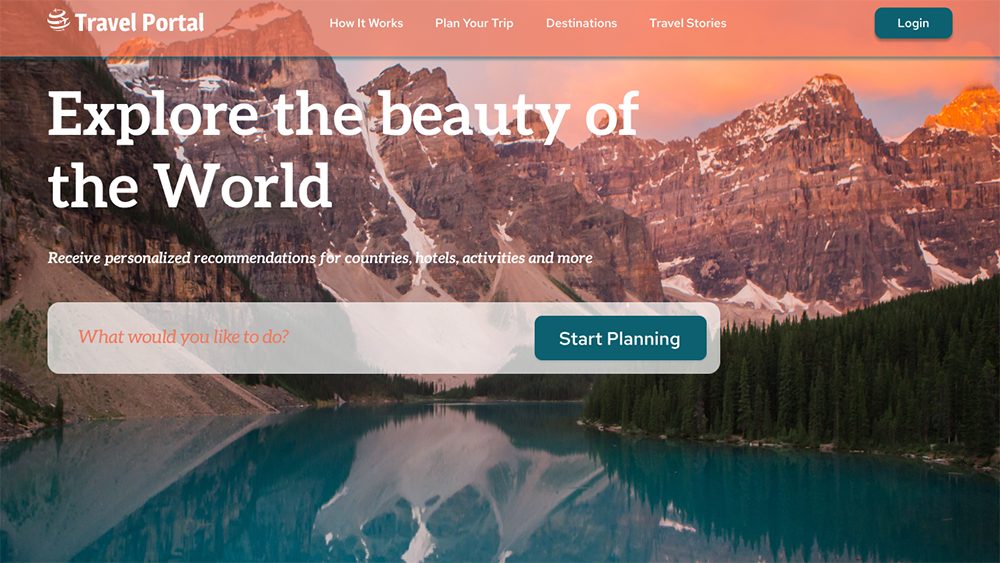 Travel Portal
How It Works
Plan Your Trip
Destinations
Travel Stories
Login
Explore the beauty of
the World
Receive personalized recommendations for countries, hotels, activities and more
What would you like to do?
Start Planning